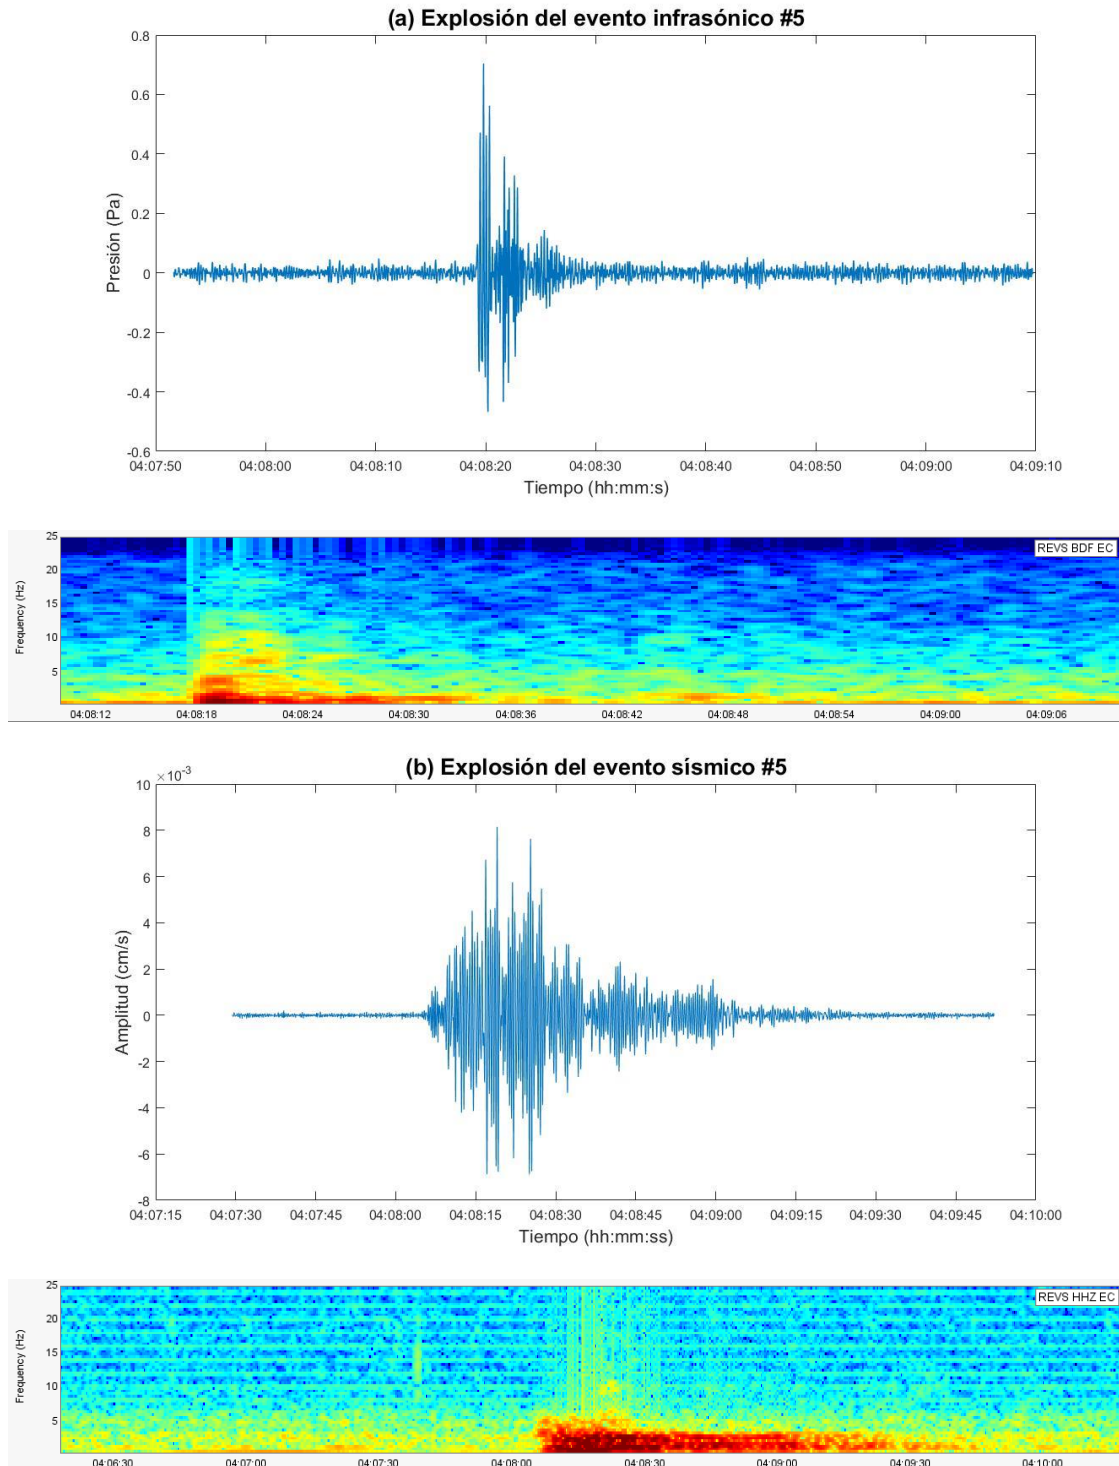 (a) Explosión del evento infrasónico #5
0.8
0.6
0.4
0.2
0
-0.2
-0.4
-0.6
Presión (Pa)
04:07:50 04:08:00 04:08:10 04:08:20 04:08:30 04:08:40 04:08:50 04:09:00 04:09:10
Tiempo (hh:mm:s)
REVS BDF EC
25
20
15
10
5
Frequency (Hz)
04:08:12 04:08:18 04:08:24 04:08:30 04:08:36 04:08:42 04:08:48 04:08:54 04:09:00 04:09:06
(b) Explosión del evento sísmico #5
×10⁻³
10
8
6
4
2
0
-2
-4
-6
-8
Amplitud (cm/s)
04:07:15 04:07:30 04:07:45 04:08:00 04:08:15 04:08:30 04:08:45 04:09:00 04:09:15 04:09:30 04:09:45 04:10:00
Tiempo (hh:mm:ss)
REVS HHZ EC
25
20
15
10
5
Frequency (Hz)
04:06:30 04:07:00 04:07:30 04:08:00 04:08:30 04:09:00 04:09:30 04:10:00